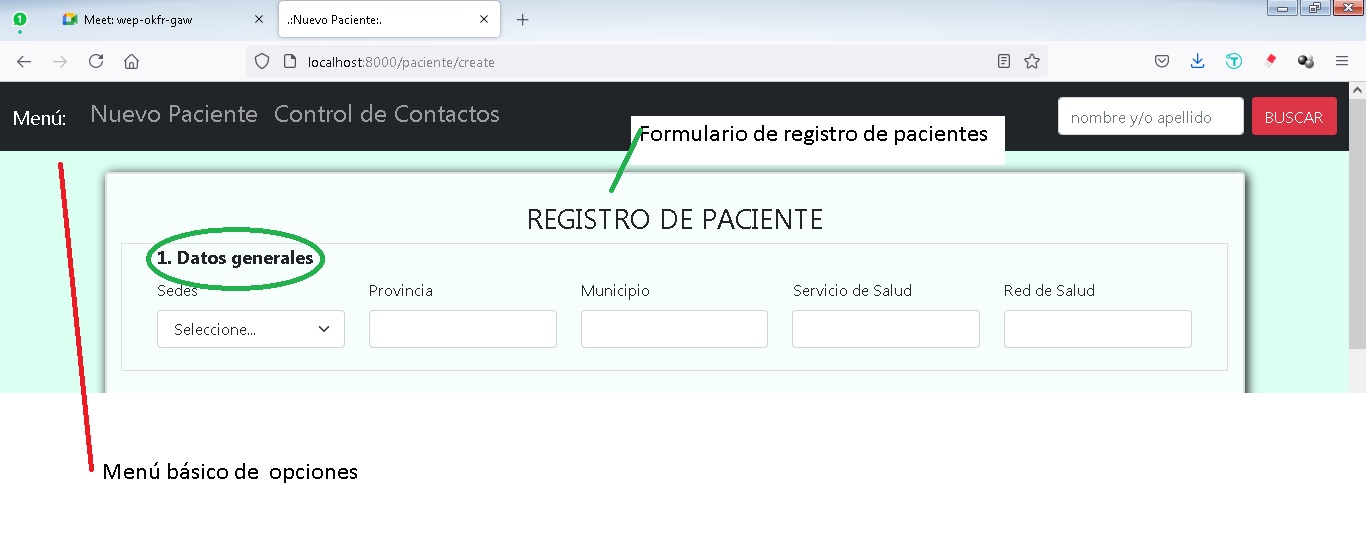 1
Meet: wep-okfr-gaw
.:Nuevo Paciente:.
localhost:8000/paciente/create
Menú:
Nuevo Paciente
Control de Contactos
nombre y/o apellido
BUSCAR
Formulario de registro de pacientes
REGISTRO DE PACIENTE
1. Datos generales
Sedes
Provincia
Municipio
Servicio de Salud
Red de Salud
Seleccione...
Menú básico de opciones